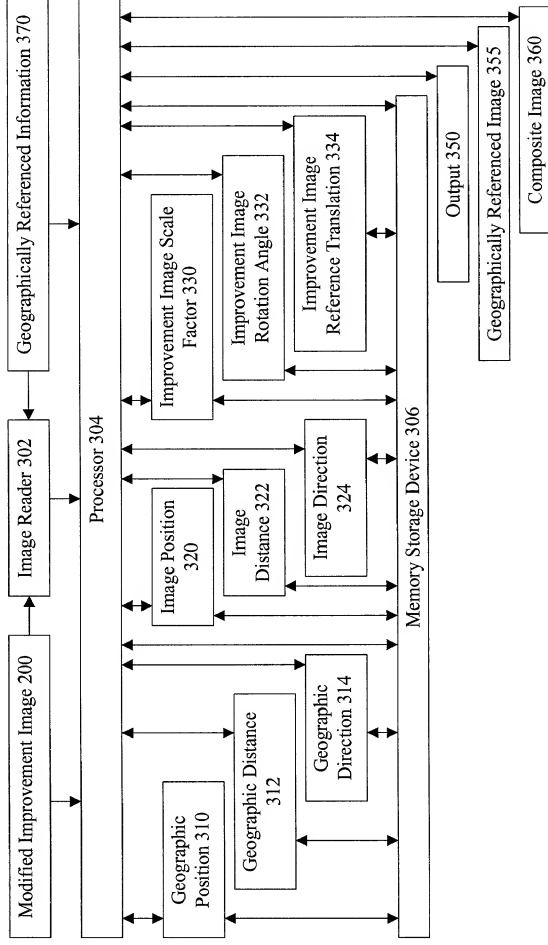 Modified Improvement Image 200
Image Reader 302
Geographically Referenced Information 370
Processor 304
Geographic
Position 310
Geographic Distance
312
Geographic
Direction 314
Image Position
320
Image
Distance 322
Image Direction
324
Improvement Image Scale
Factor 330
Improvement Image
Rotation Angle 332
Improvement Image
Reference Translation 334
Memory Storage Device 306
Output 350
Geographically Referenced Image 355
Composite Image 360